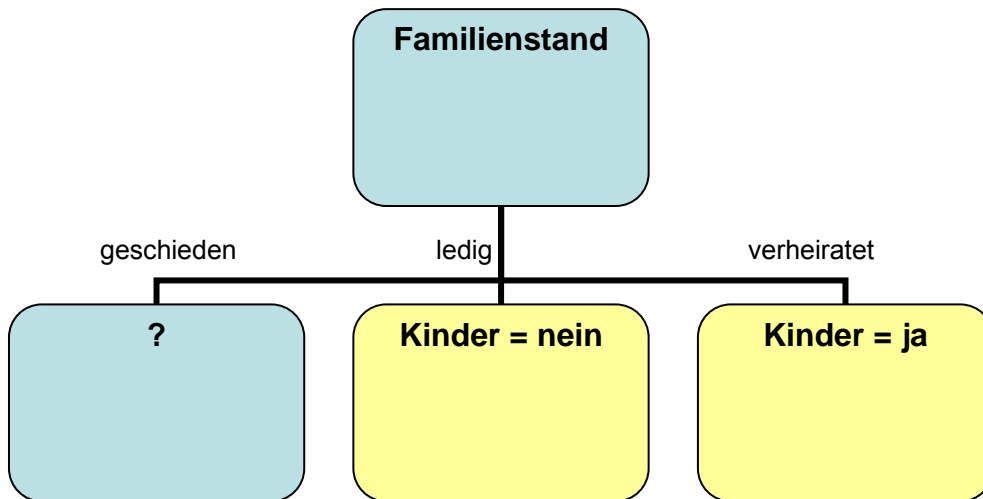 Familienstand
geschieden ledig verheiratet
? Kinder = nein Kinder = ja